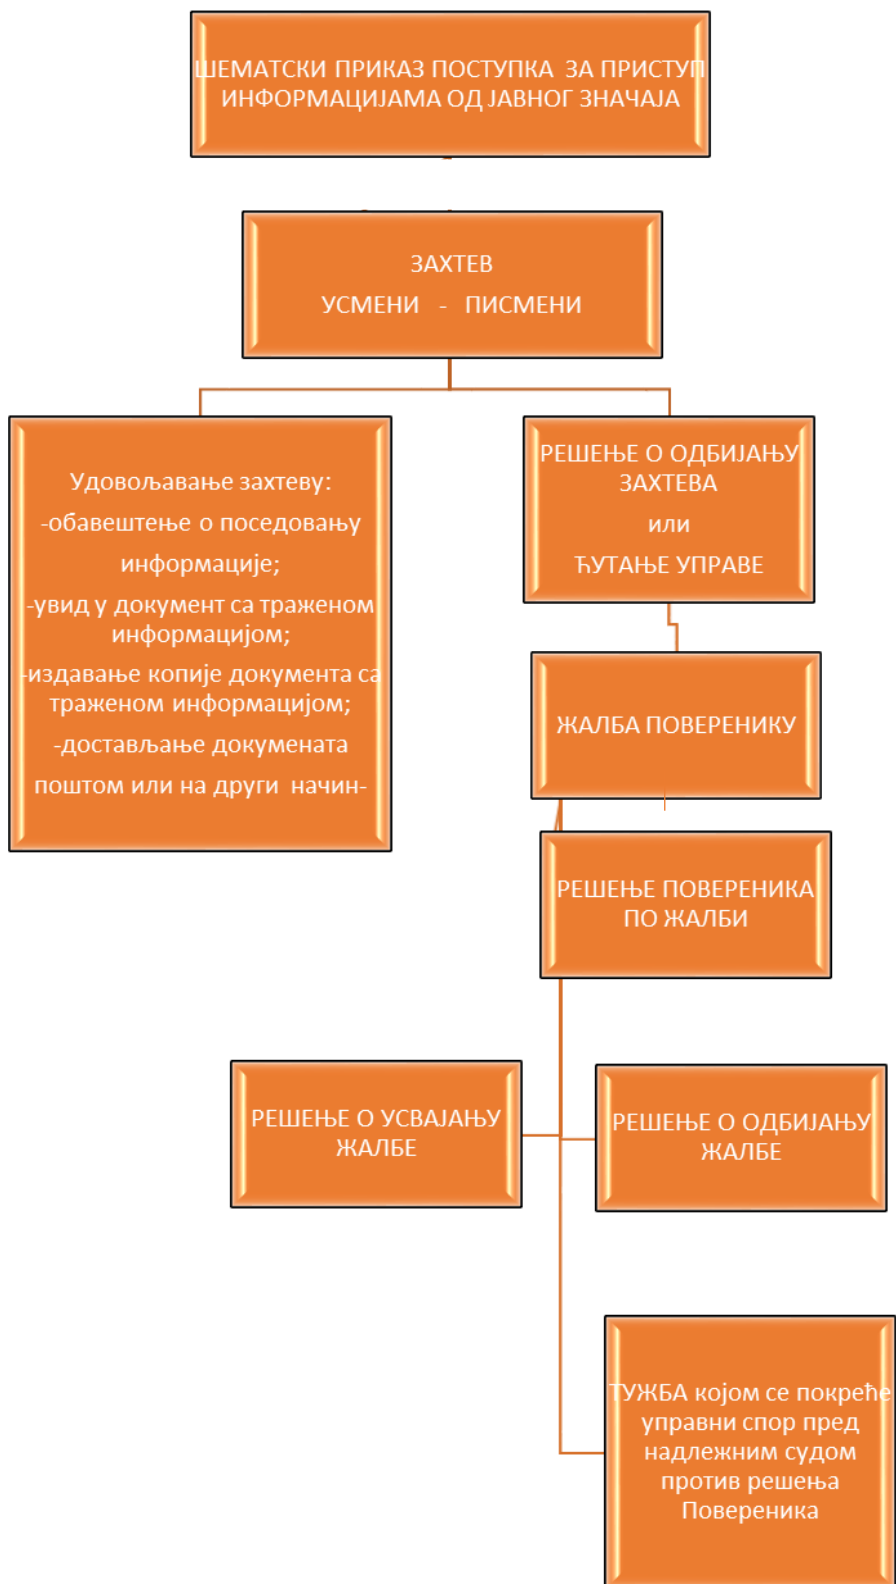 ШЕМАТСКИ ПРИКАЗ ПОСТУПКА ЗА ПРИСТУП
ИНФОРМАЦИЈАМА ОД ЈАВНОГ ЗНАЧАЈА
ЗАХТЕВ
УСМЕНИ - ПИСМЕНИ
Удовољавање захтеву:
-обавештење о поседовању
информације;
-увид у документ са траженом
информацијом;
-издавање копије документа са
траженом информацијом;
-достављање докумената
поштом или на други начин-
РЕШЕЊЕ О ОДБИЈАЊУ
ЗАХТЕВА
или
ЋУТАЊЕ УПРАВЕ
ЖАЛБА ПОВЕРЕНИКУ
РЕШЕЊЕ ПОВЕРЕНИКА
ПО ЖАЛБИ
РЕШЕЊЕ О УСВАЈАЊУ
ЖАЛБЕ
РЕШЕЊЕ О ОДБИЈАЊУ
ЖАЛБЕ
ТУЖБА којом се покреће
управни спор пред
надлежним судом
против решења
Повереника